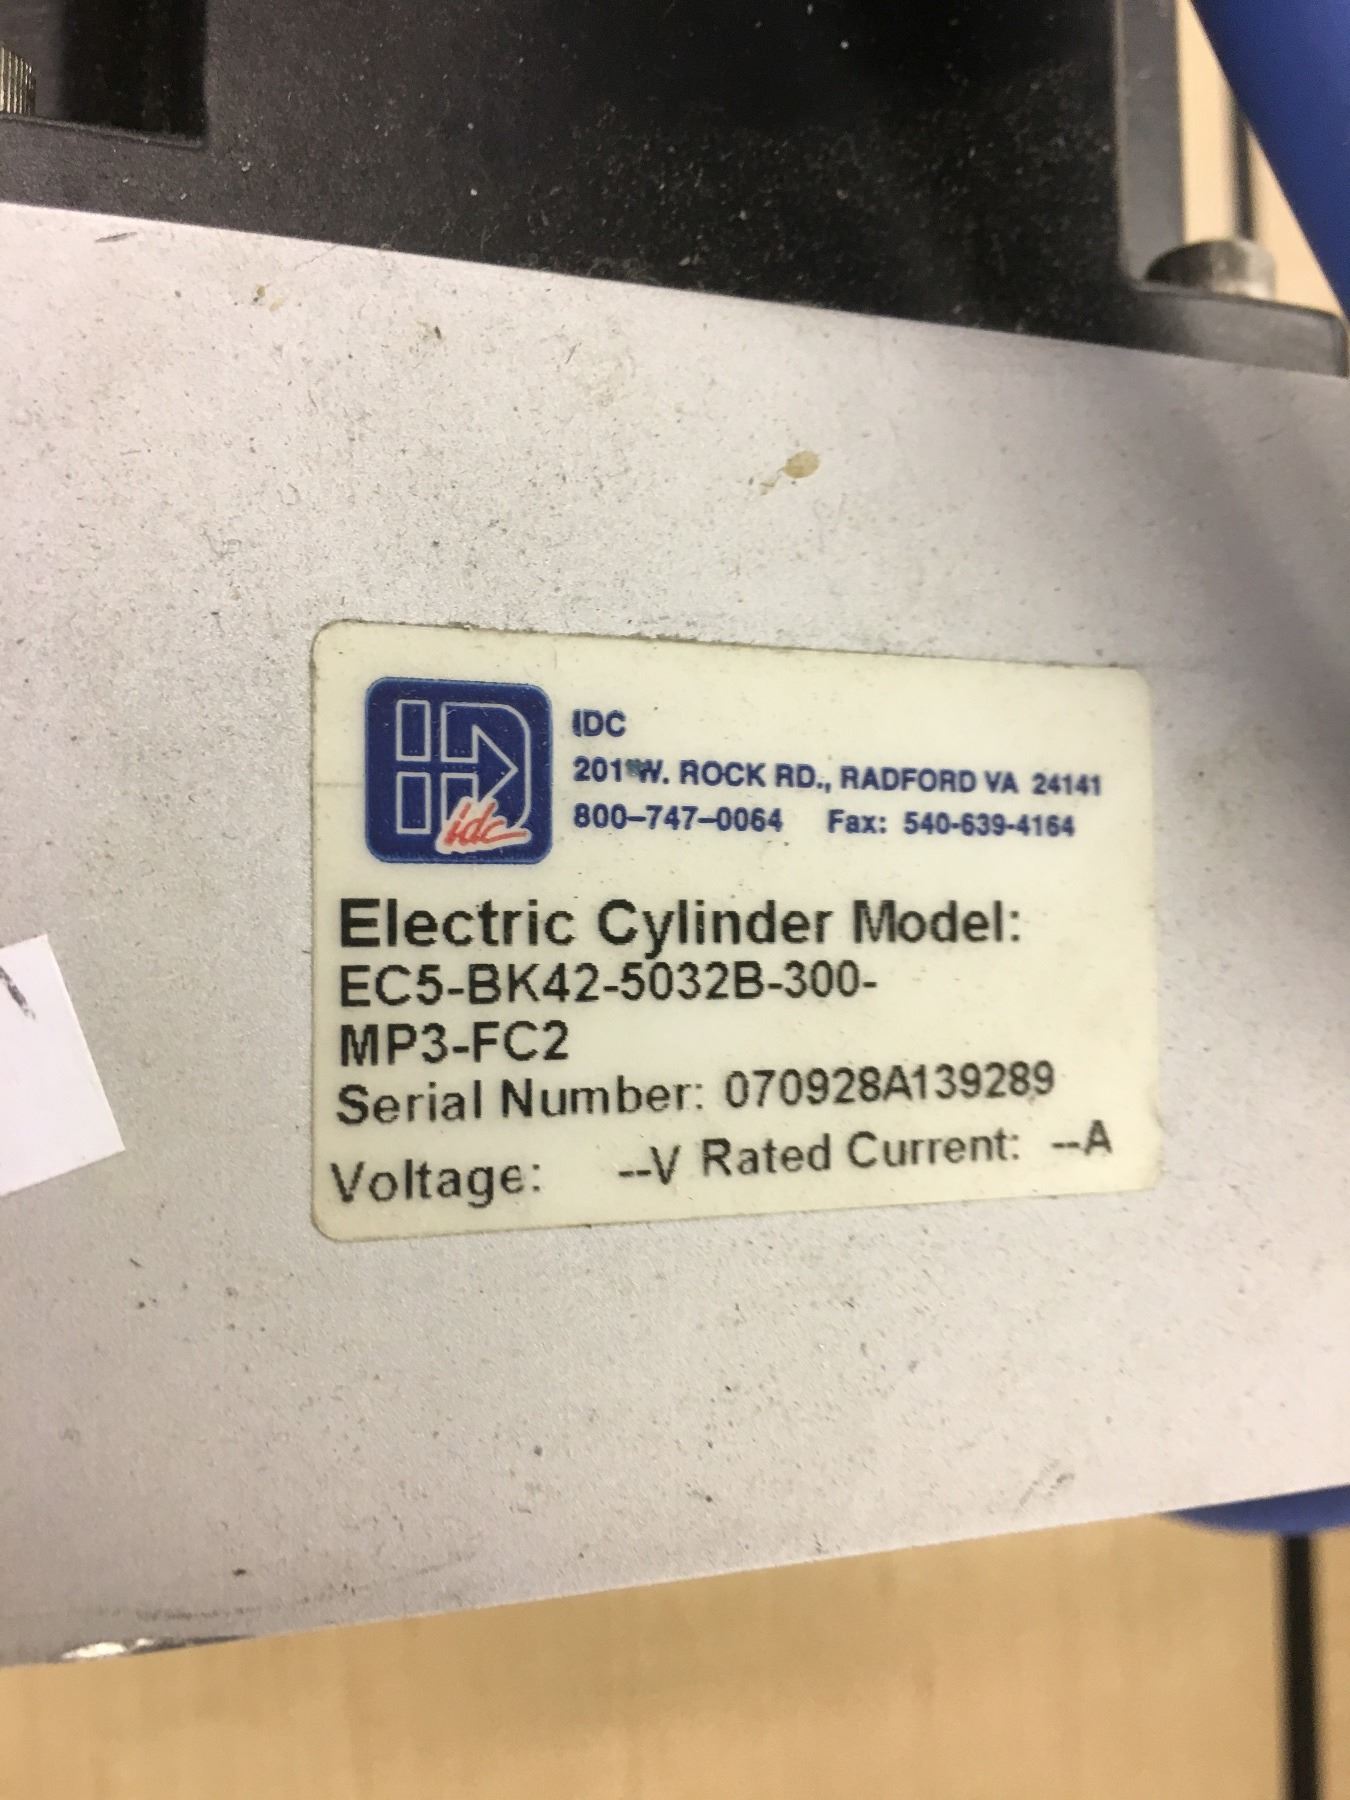 idc
IDC
201 W. ROCK RD., RADFORD VA 24141
800-747-0064 Fax: 540-639-4164
Electric Cylinder Model:
EC5-BK42-5032B-300-
MP3-FC2
Serial Number: 070928A139289
Voltage: --V Rated Current: --A